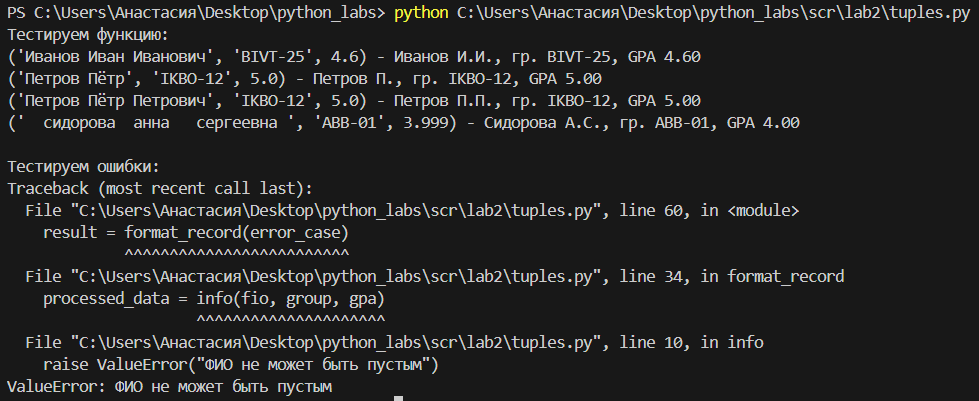 PS C:\Users\Анастасия\Desktop\python_labs> python C:\Users\Анастасия\Desktop\python_labs\scr\lab2\tuples.py
Тестируем функцию:
('Иванов Иван Иванович', 'BIVT-25', 4.6) - Иванов И.И., гр. BIVT-25, GPA 4.60
('Петров Пётр', 'IKBO-12', 5.0) - Петров П., гр. IKBO-12, GPA 5.00
('Петров Пётр Петрович', 'IKBO-12', 5.0) - Петров П.П., гр. IKBO-12, GPA 5.00
('  сидорова  анна   сергеевна ', 'ABB-01', 3.999) - Сидорова А.С., гр. ABB-01, GPA 4.00
Тестируем ошибки:
Traceback (most recent call last):
  File "C:\Users\Анастасия\Desktop\python_labs\scr\lab2\tuples.py", line 60, in <module>
    result = format_record(error_case)
             ^^^^^^^^^^^^^^^^^^^^^^^^^
  File "C:\Users\Анастасия\Desktop\python_labs\scr\lab2\tuples.py", line 34, in format_record
    processed_data = info(fio, group, gpa)
                     ^^^^^^^^^^^^^^^^^^^^^
  File "C:\Users\Анастасия\Desktop\python_labs\scr\lab2\tuples.py", line 10, in info
    raise ValueError("ФИО не может быть пустым")
ValueError: ФИО не может быть пустым